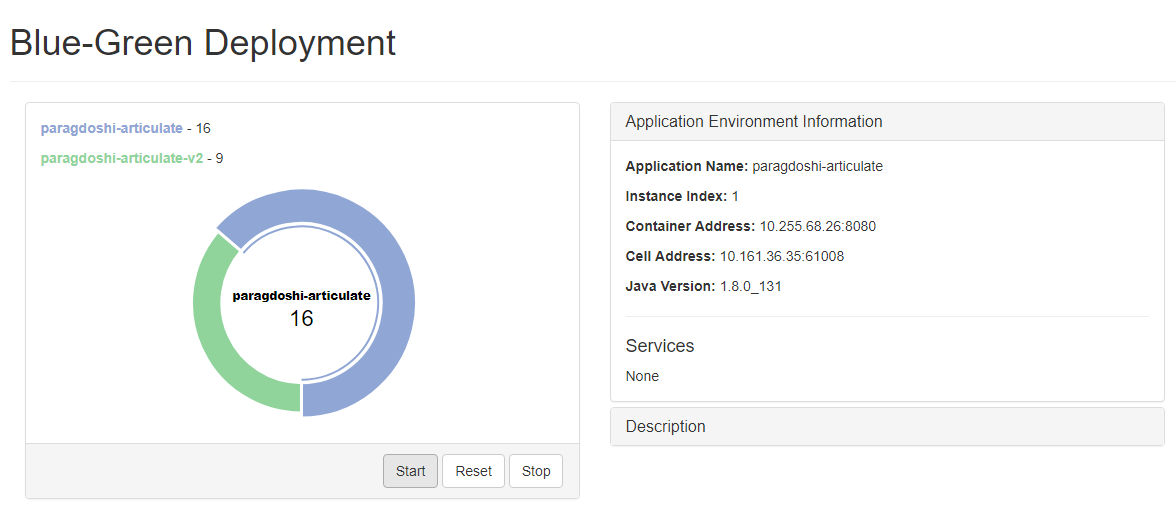 Blue-Green Deployment
paragdoshi-articulate - 16
paragdoshi-articulate-v2 - 9
paragdoshi-articulate
16
Start
Reset
Stop
Application Environment Information
Application Name: paragdoshi-articulate
Instance Index: 1
Container Address: 10.255.68.26:8080
Cell Address: 10.161.36.35:61008
Java Version: 1.8.0_131
Services
None
Description